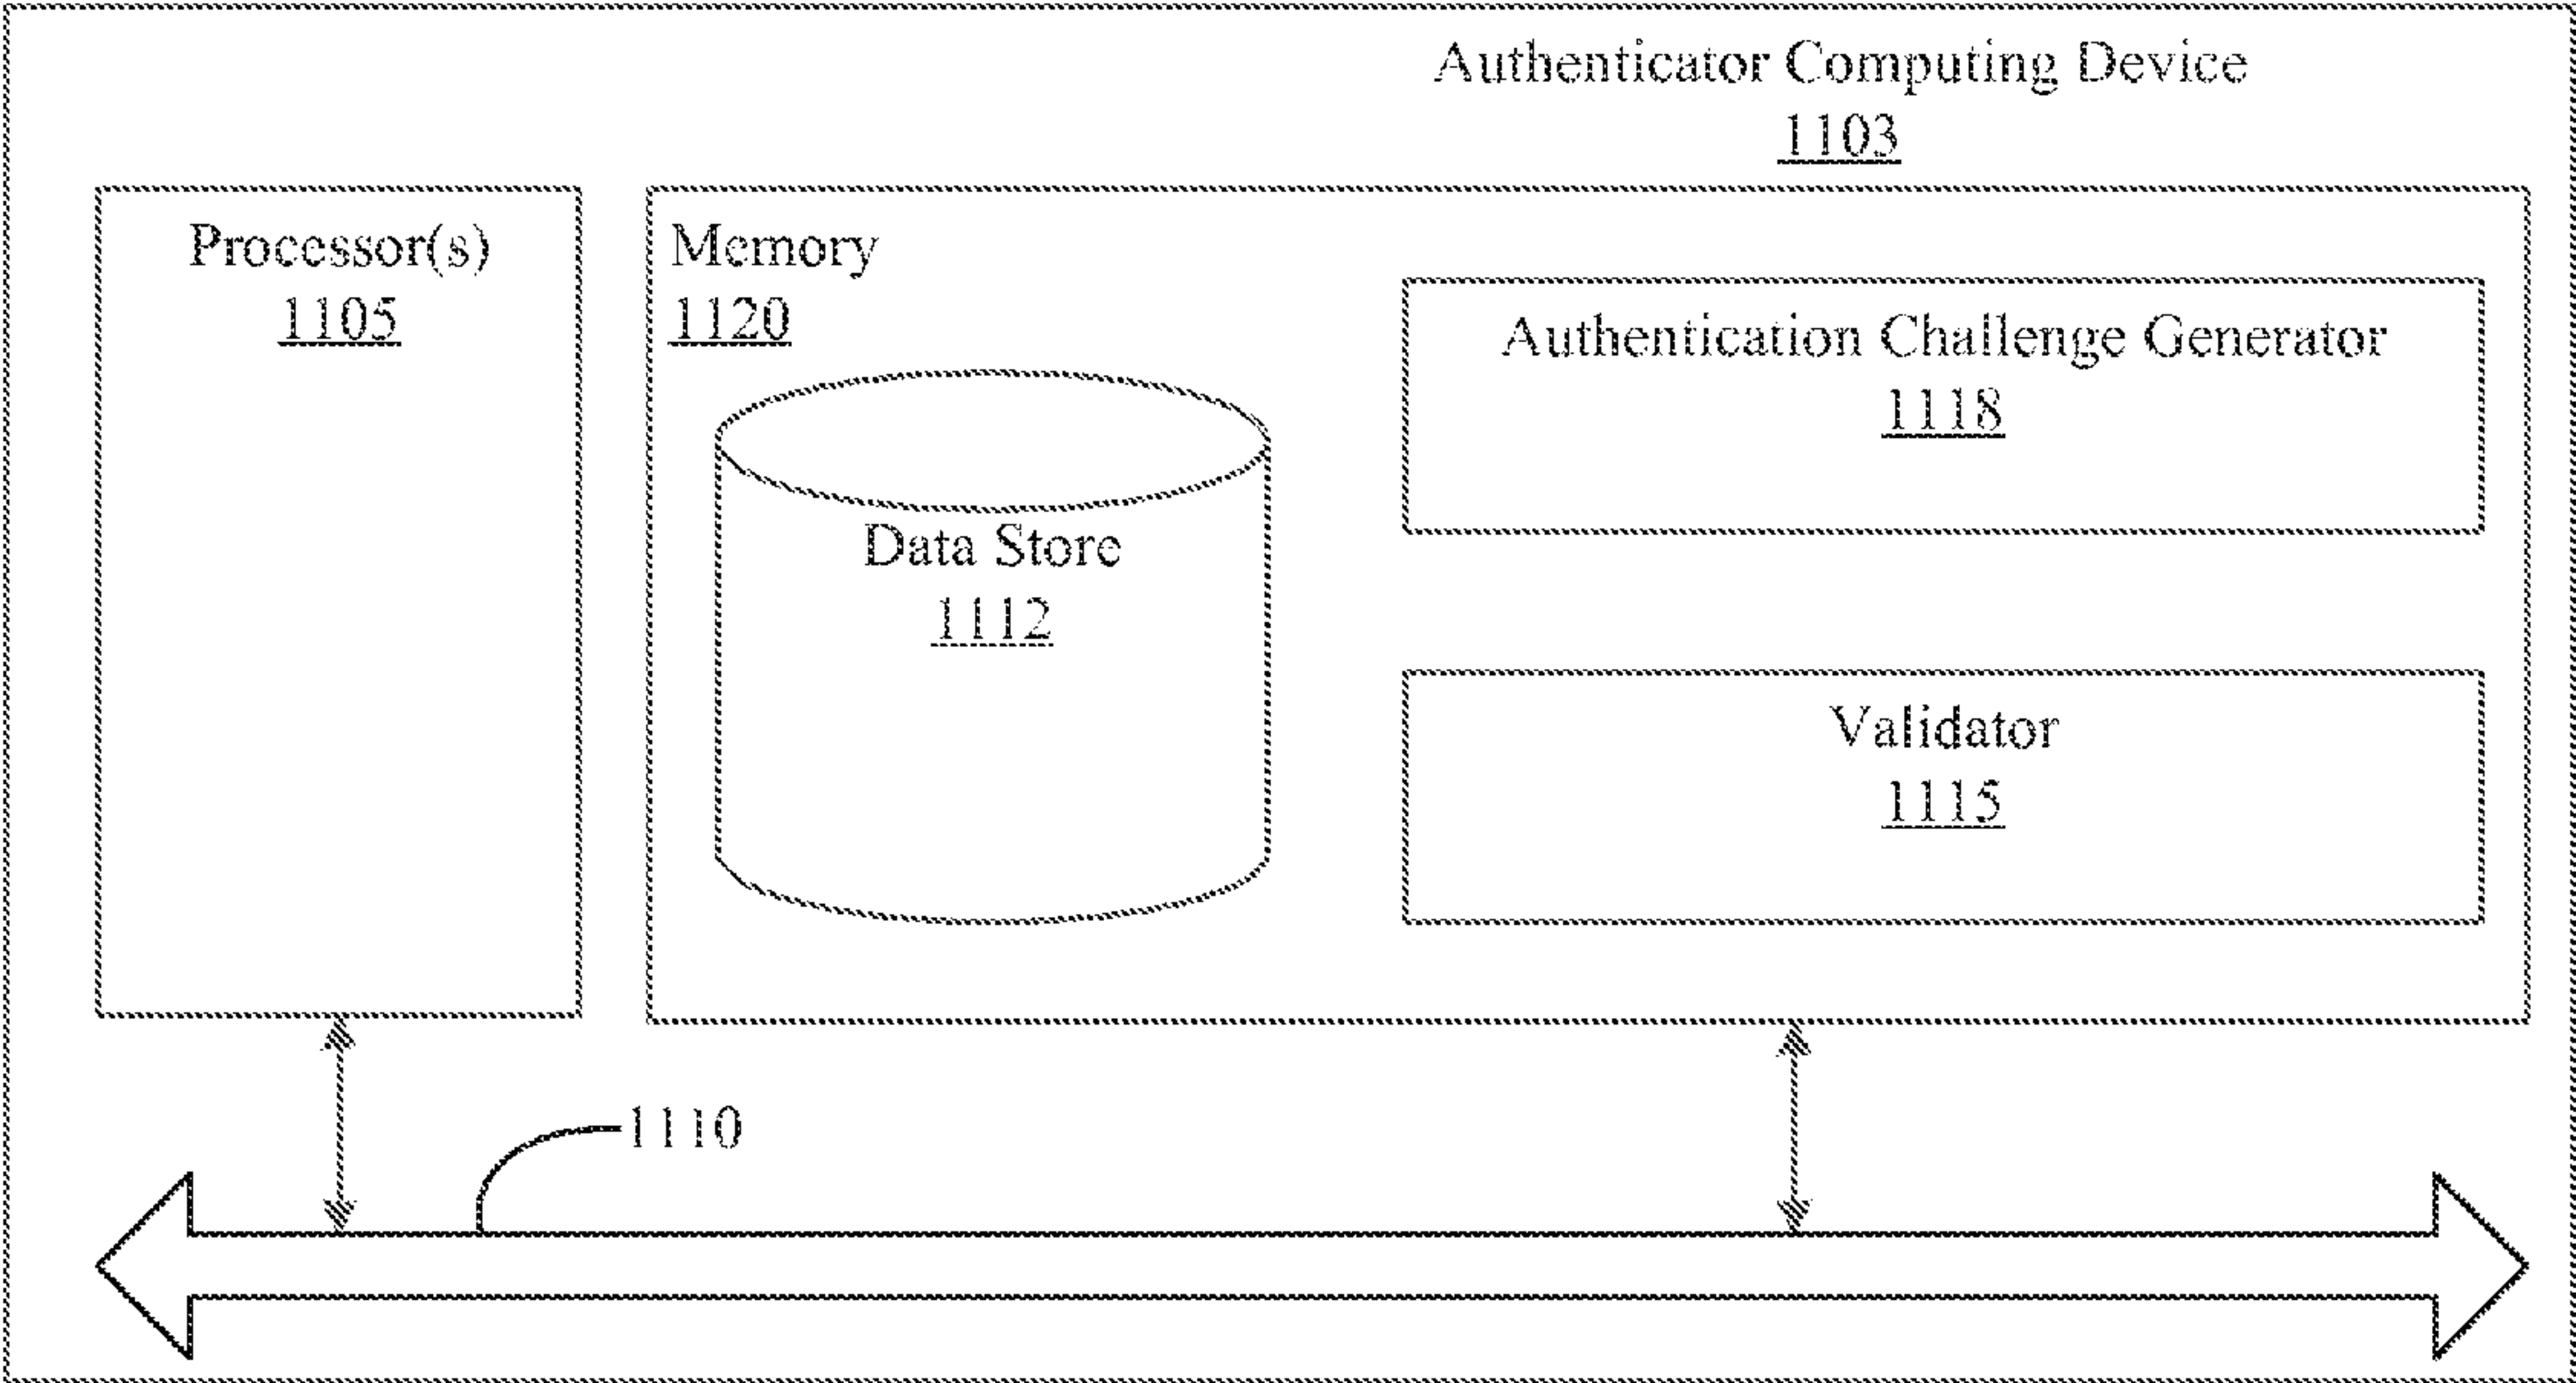 Authenticator Computing Device
1103
Processor(s)
1105
Memory
1120
Authentication Challenge Generator
1118
Data Store
1112
Validator
1115
1110